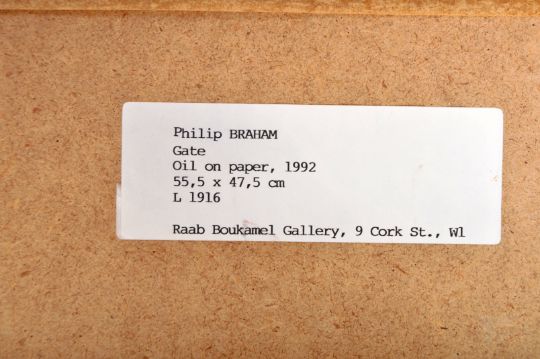 Philip BRAHAM
Gate
Oil on paper, 1992
55,5 x 47,5 cm
L 1916
Raab Boukamel Gallery, 9 Cork St., W1